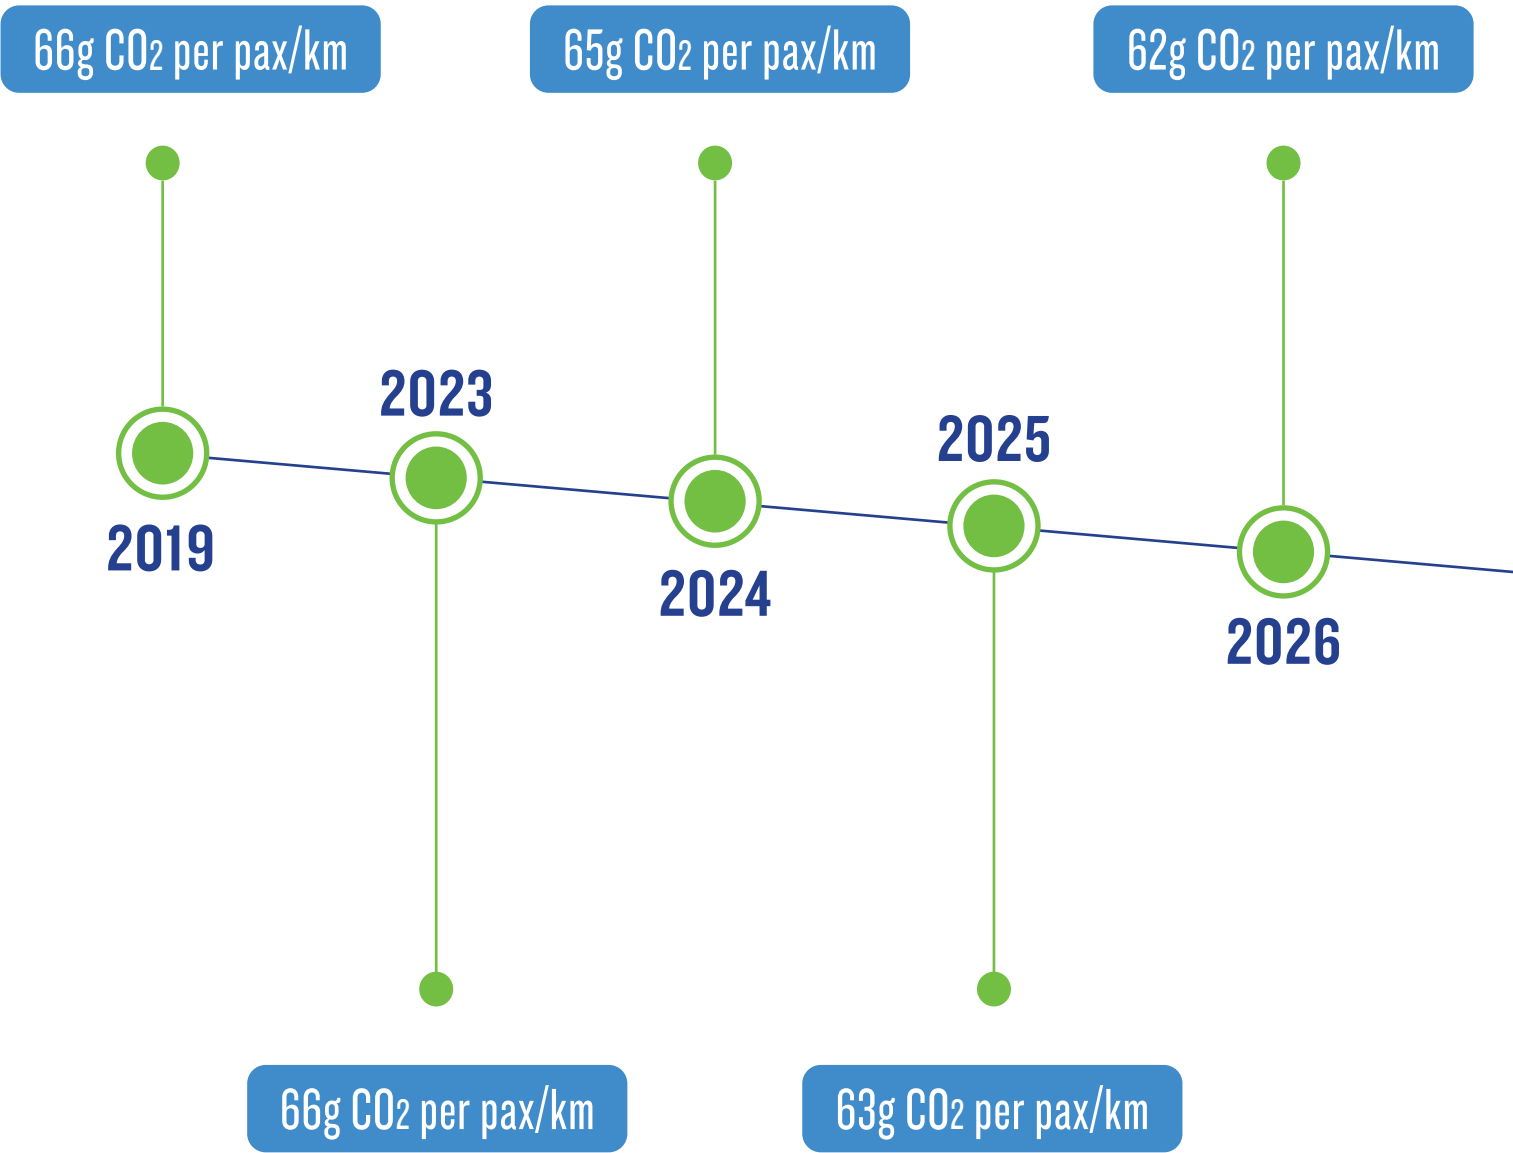 66g CO2 per pax/km
65g CO2 per pax/km
62g CO2 per pax/km
2023
2025
2019
2024
2026
66g CO2 per pax/km
63g CO2 per pax/km